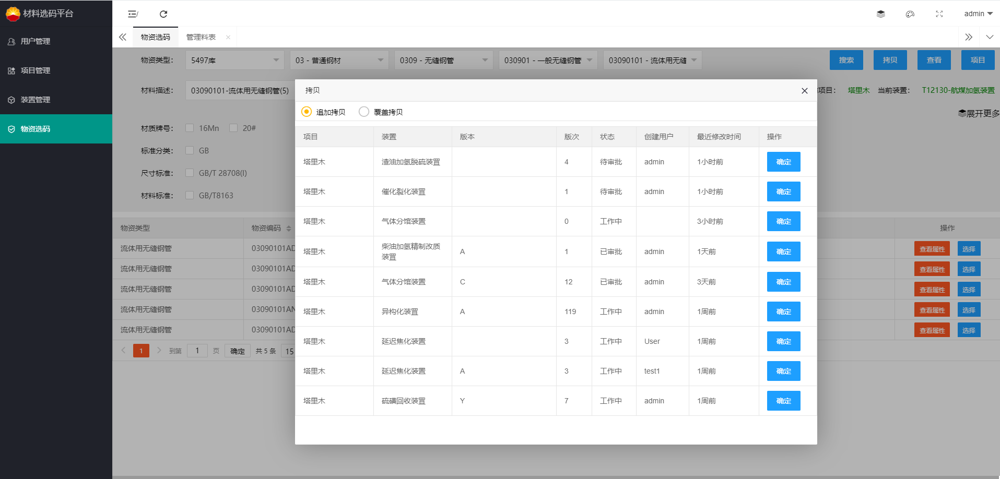 材料选码平台
admin
用户管理
项目管理
装置管理
物资选码
物资选码
管理料表
物资类型：
5497库
03 - 普通钢材
0309 - 无缝钢管
030901 - 一般无缝钢管
03090101 - 流体用无缝
搜索
拷贝
查看
项目
材料描述：
03090101-流体用无缝钢管(5)
项目：
塔里木
当前装置：
T12130-航煤加氢装置
展开更多
材质牌号：
16Mn
20#
标准分类：
GB
尺寸标准：
GB/T 28708(I)
材料标准：
GB/T8163
物资类型
物资编码
操作
流体用无缝钢管
03090101AD
查看属性
选择
流体用无缝钢管
03090101AD
查看属性
选择
流体用无缝钢管
03090101AD
查看属性
选择
流体用无缝钢管
03090101AN
查看属性
选择
流体用无缝钢管
03090101AD
查看属性
选择
1
到第
1
页
确定
共 5 条
15
拷贝
追加拷贝
覆盖拷贝
项目
装置
版本
版次
状态
创建用户
最近修改时间
操作
塔里木
渣油加氢脱硫装置
4
待审批
admin
1小时前
确定
塔里木
催化裂化装置
1
待审批
admin
1小时前
确定
塔里木
气体分馆装置
0
工作中
3小时前
确定
塔里木
柴油加氢精制改质
装置
A
1
已审批
admin
1天前
确定
塔里木
气体分馆装置
C
12
已审批
admin
3天前
确定
塔里木
异构化装置
A
119
工作中
admin
1周前
确定
塔里木
延迟焦化装置
3
工作中
User
1周前
确定
塔里木
延迟焦化装置
A
3
工作中
test1
1周前
确定
塔里木
硫磺回收装置
Y
7
工作中
admin
1周前
确定